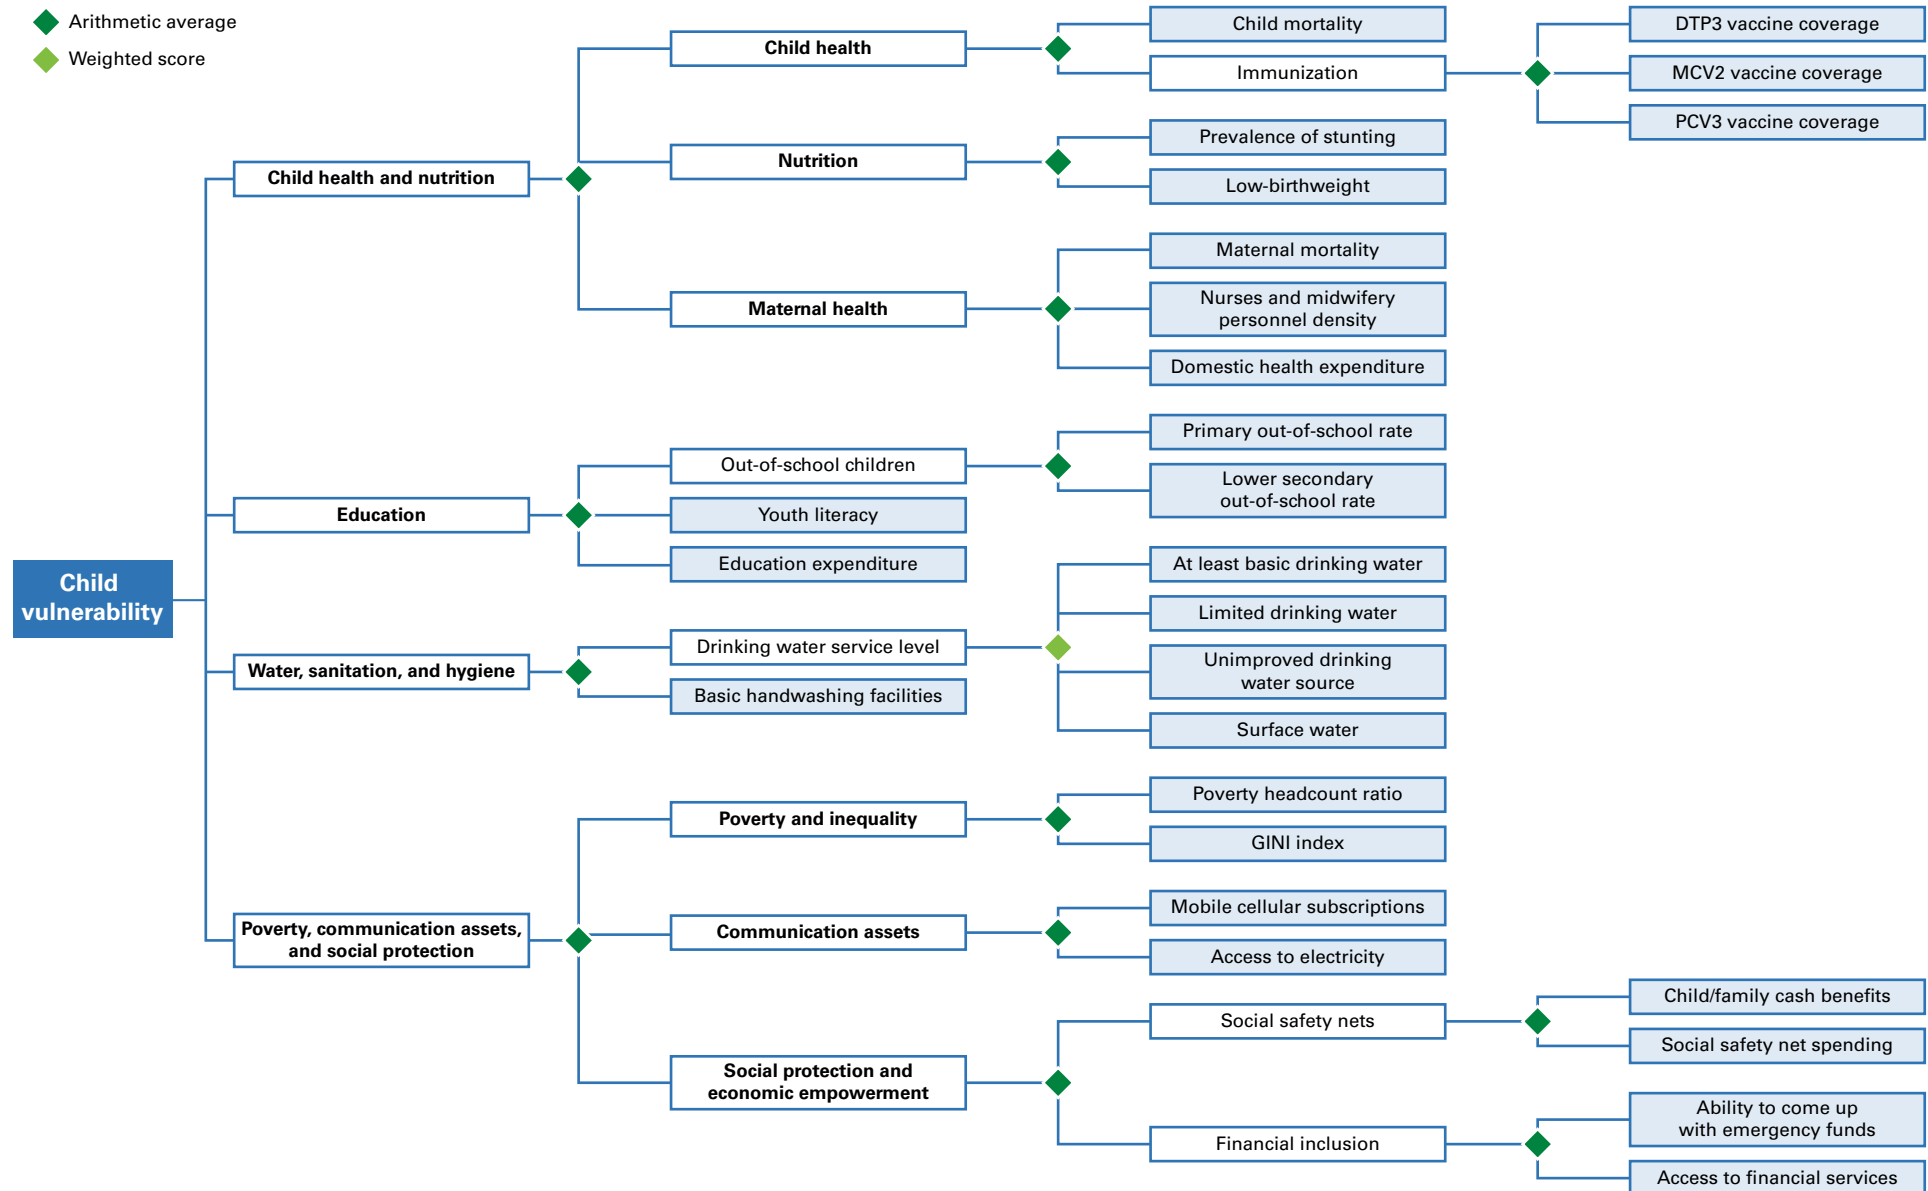 Arithmetic average
Weighted score
Child
vulnerability
Child health and nutrition
Education
Water, sanitation, and hygiene
Poverty, communication assets,
and social protection
Child health
Nutrition
Maternal health
Out-of-school children
Youth literacy
Education expenditure
Drinking water service level
Basic handwashing facilities
Poverty and inequality
Communication assets
Social protection and
economic empowerment
Child mortality
Immunization
Prevalence of stunting
Low-birthweight
Maternal mortality
Nurses and midwifery
personnel density
Domestic health expenditure
Primary out-of-school rate
Lower secondary
out-of-school rate
At least basic drinking water
Limited drinking water
Unimproved drinking
water source
Surface water
Poverty headcount ratio
GINI index
Mobile cellular subscriptions
Access to electricity
Social safety nets
Financial inclusion
DTP3 vaccine coverage
MCV2 vaccine coverage
PCV3 vaccine coverage
Child/family cash benefits
Social safety net spending
Ability to come up
with emergency funds
Access to financial services